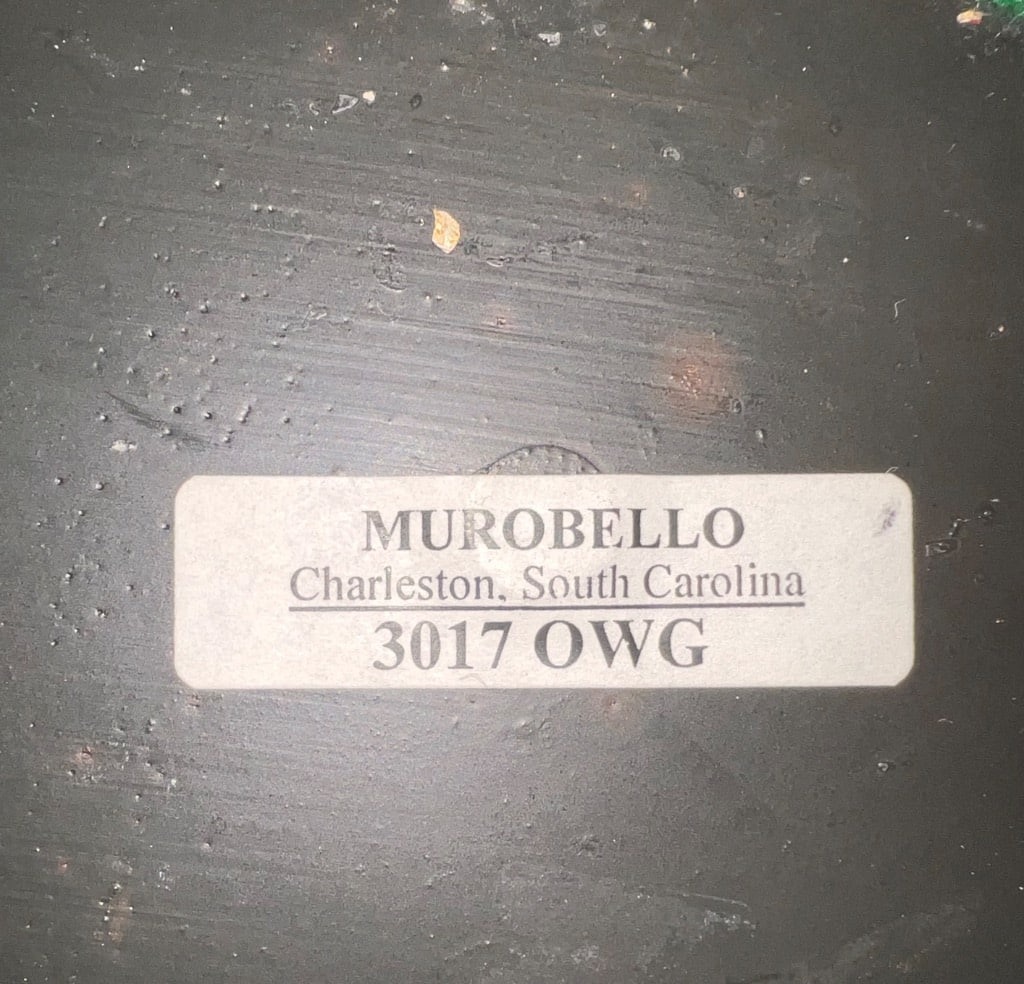 MUROBELLO
Charleston, South Carolina
3017 OWG